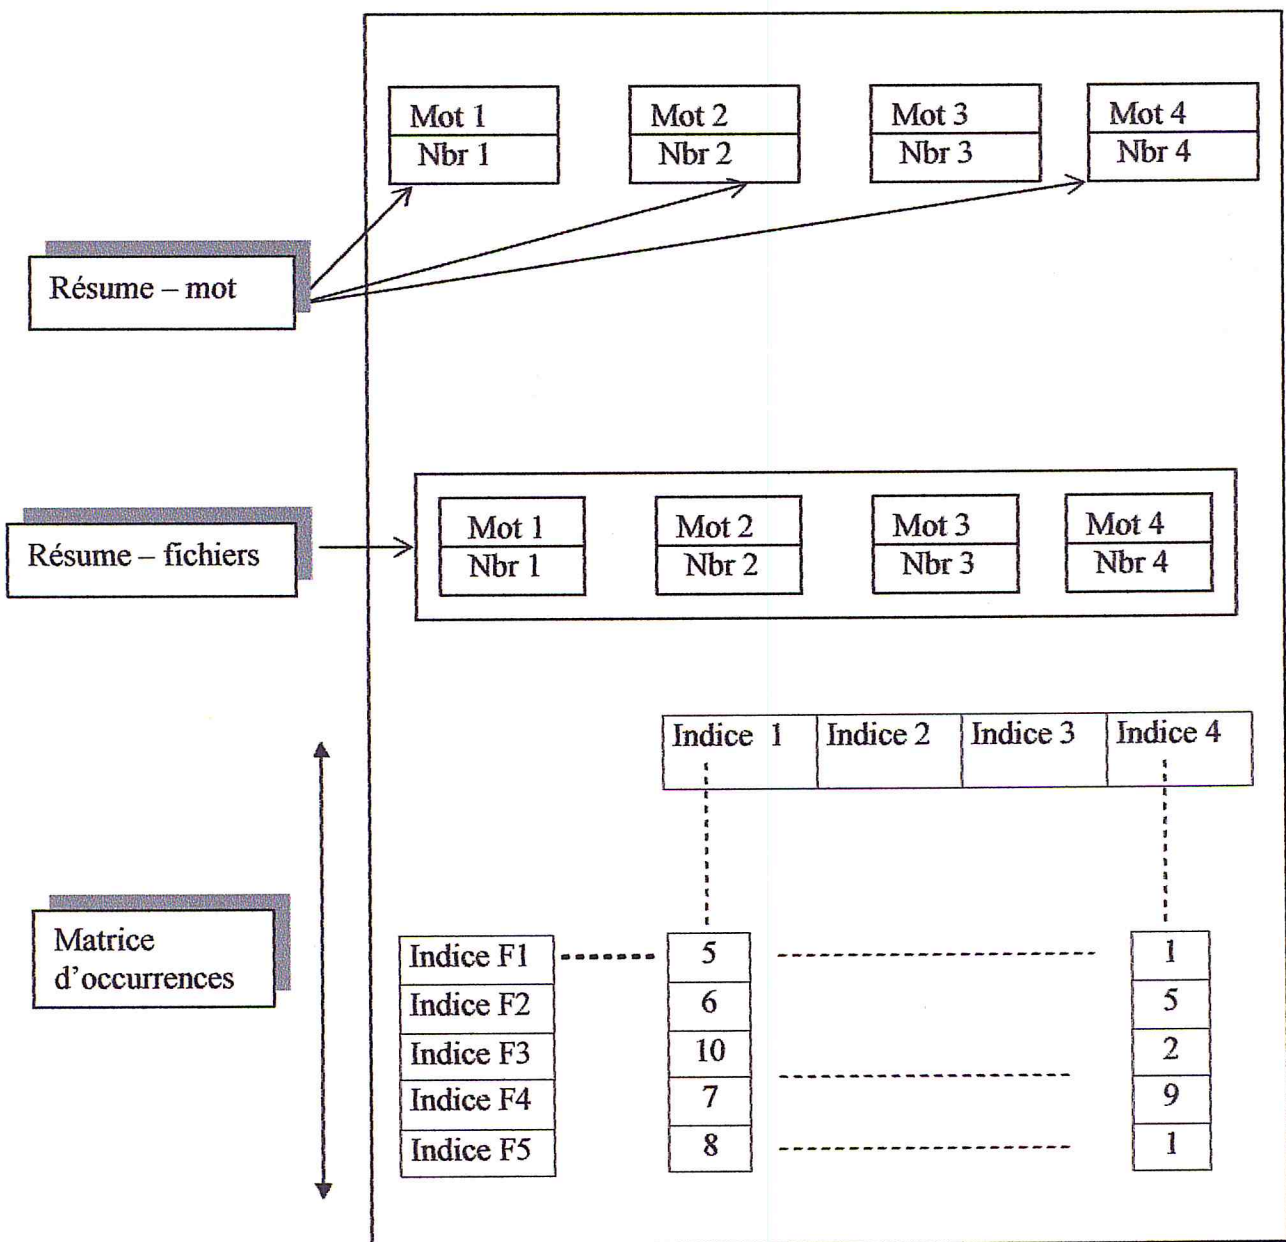 Mot 1 Mot 2 Mot 3 Mot 4
Nbr 1 Nbr 2 Nbr 3 Nbr 4
Résume – mot
Résume – fichiers
Mot 1 Mot 2 Mot 3 Mot 4
Nbr 1 Nbr 2 Nbr 3 Nbr 4
Indice 1 Indice 2 Indice 3 Indice 4
Matrice
d'occurrences
Indice F1 5 1
Indice F2 6 5
Indice F3 10 2
Indice F4 7 9
Indice F5 8 1